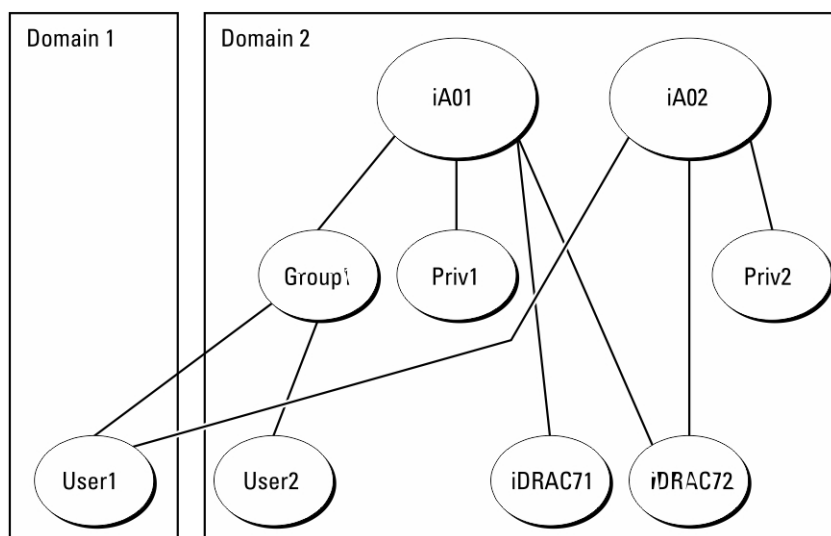 Domain 1
Domain 2
iA01
iA02
Group1
Priv1
Priv2
User1
User2
iDRAC71
iDRAC72